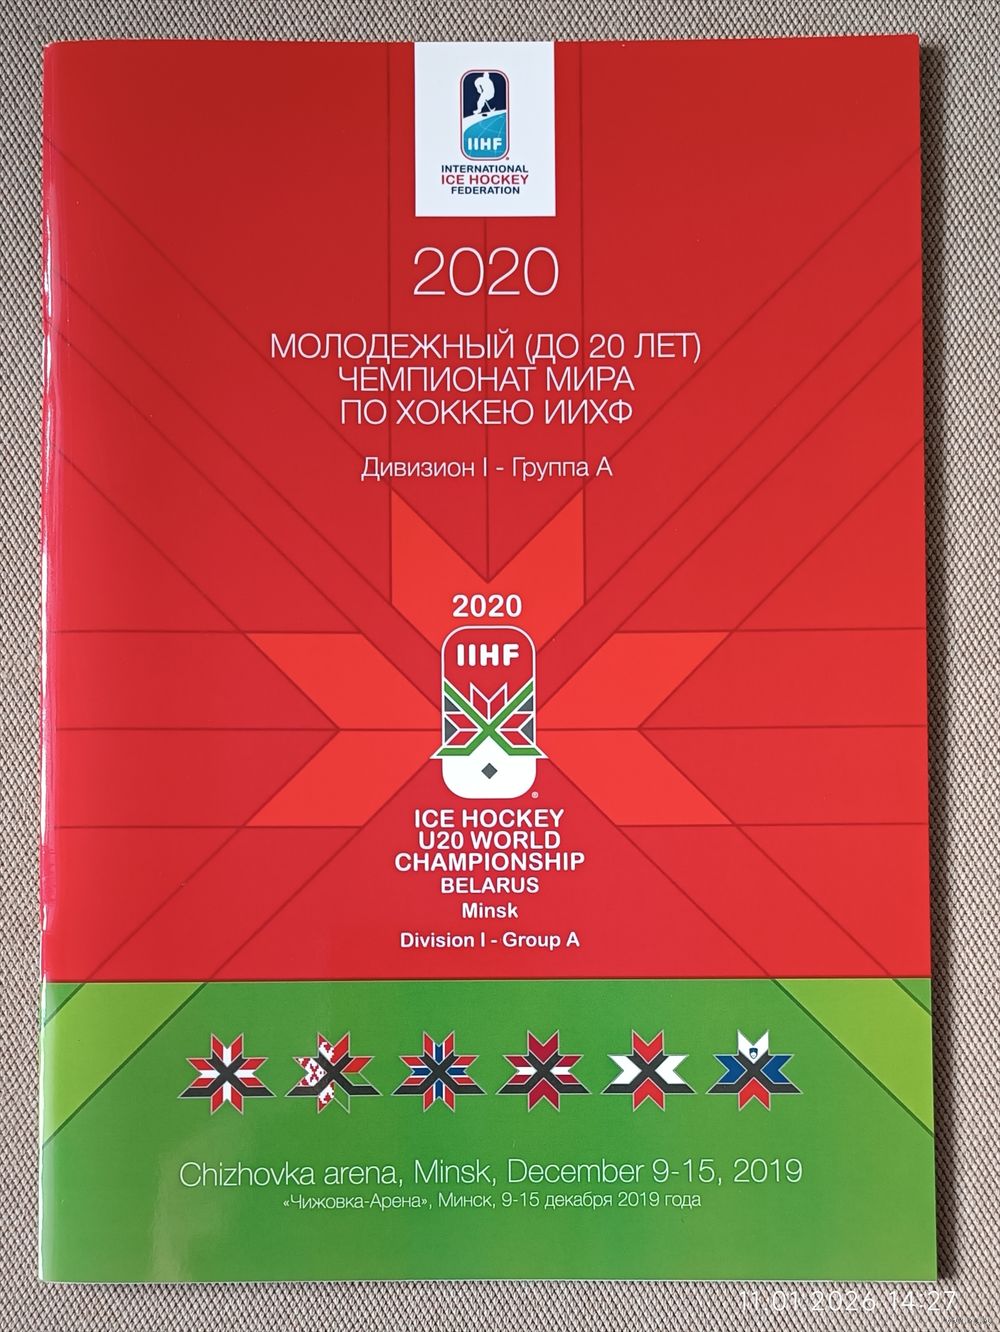 IIHF
INTERNATIONAL
ICE HOCKEY
FEDERATION
2020
МОЛОДЕЖНЫЙ (ДО 20 ЛЕТ)
ЧЕМПИОНАТ МИРА
ПО ХОККЕЮ ИИХФ
Дивизион I - Группа А
2020
IIHF
ICE HOCKEY
U20 WORLD
CHAMPIONSHIP
BELARUS
Minsk
Division I - Group A
Chizhovka arena, Minsk, December 9-15, 2019
«Чижовка-Арена», Минск, 9-15 декабря 2019 года
11.01.2026 14:27